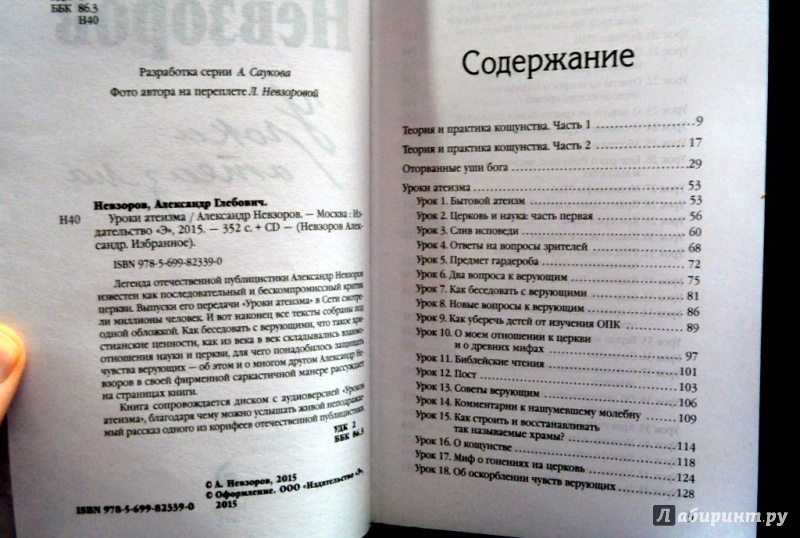 ББК 86.3
Н40
Невзоров
Разработка серии А. Саукова
Фото автора на переплете Л. Невзоровой
Уроки
атеизма
Невзоров, Александр Глебович.
Н40 Уроки атеизма / Александр Невзоров. — Москва : Из-
дательство «Э», 2015. — 352 с. + CD — (Невзоров Алек-
сандр. Избранное).
ISBN 978-5-699-82339-0
Легенда отечественной публицистики Александр Невзоров
известен как последовательный и бескомпромиссный критик
церкви. Выпуски его передачи «Уроки атеизма» в Сети смотре-
ли миллионы человек. И вот наконец все тексты собраны под
одной обложкой. Как беседовать с верующими, что такое хри-
стианские ценности, как из века в век складывались взаимо-
отношения науки и церкви, для чего понадобилось защищать
чувства верующих — об этом и о многом другом Александр Не-
взоров в своей фирменной саркастичной манере рассуждает
на страницах книги.
Книга сопровождается диском с аудиоверсией «Уроков
атеизма», благодаря чему можно услышать живой неподражае-
мый рассказ одного из корифеев отечественной публицистики.
УДК 2
ББК 86.3
© А. Невзоров, 2015
© Оформление. ООО «Издательство «Э»,
2015
ISBN 978-5-699-82339-0
Содержание
Теория и практика кощунства. Часть 1 9
Теория и практика кощунства. Часть 2 17
Оторванные уши бога 29
Уроки атеизма 53
Урок 1. Бытовой атеизм 53
Урок 2. Церковь и наука: часть первая 56
Урок 3. Слив исповеди 60
Урок 4. Ответы на вопросы зрителей 68
Урок 5. Предмет гардероба 72
Урок 6. Два вопроса к верующим 75
Урок 7. Как беседовать с верующими 81
Урок 8. Новые вопросы к верующим 86
Урок 9. Как уберечь детей от изучения ОПК 89
Урок 10. О моем отношении к церкви
и о древних мифах 97
Урок 11. Библейские чтения 101
Урок 12. Пост 103
Урок 13. Советы верующим 106
Урок 14. Комментарии к нашумевшему молебну 109
Урок 15. Как строить и восстанавливать
так называемые храмы? 114
Урок 16. О кощунстве 118
Урок 17. Миф о гонениях на церковь 124
Урок 18. Об оскорблении чувств верующих 128
Лабиринт.ру